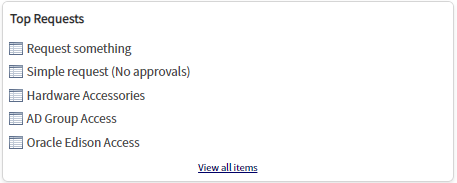 Top Requests
Request something
Simple request (No approvals)
Hardware Accessories
AD Group Access
Oracle Edison Access
View all items